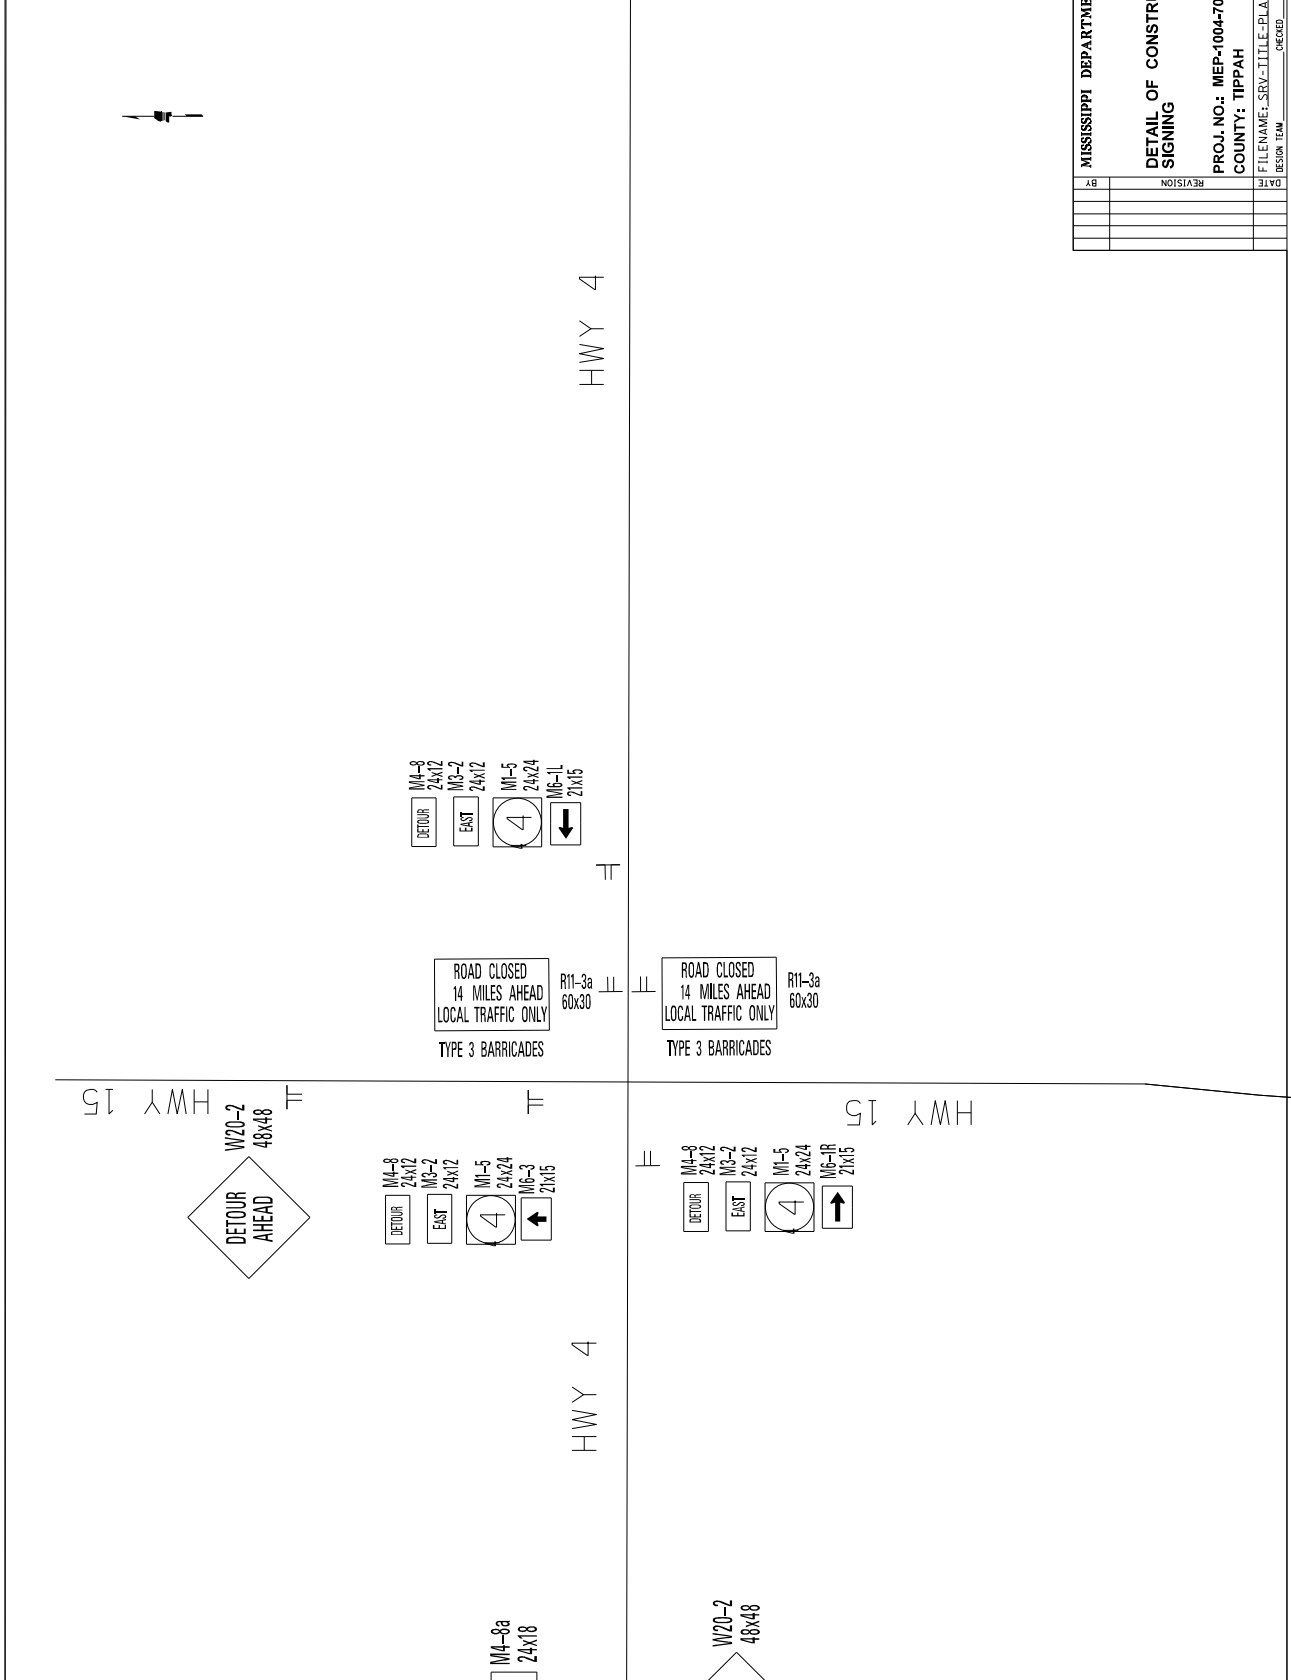 MISSISSIPPI DEPARTME
DETAIL OF CONSTRU
SIGNING
PROJ. NO.: MEP-1004-70
COUNTY: TIPPAH
FILENAME: SRV-TITLE-PLA
DESIGN TEAM CHECKED
BY
REVISION
DATE
HWY 4
M4-8
24x12
M3-2
24x12
M1-5
24x24
M6-1L
21x15
DETOUR
EAST
4
ROAD CLOSED
14 MILES AHEAD
LOCAL TRAFFIC ONLY
R11-3a
60x30
TYPE 3 BARRICADES
ROAD CLOSED
14 MILES AHEAD
LOCAL TRAFFIC ONLY
R11-3a
60x30
TYPE 3 BARRICADES
HWY 15
W20-2
48x48
DETOUR
AHEAD
M4-8
24x12
M3-2
24x12
M1-5
24x24
M6-3
21x15
DETOUR
EAST
4
HWY 15
M4-8
24x12
M3-2
24x12
M1-5
24x24
M6-1R
21x15
DETOUR
EAST
4
HWY 4
M4-8a
24x18
W20-2
48x48